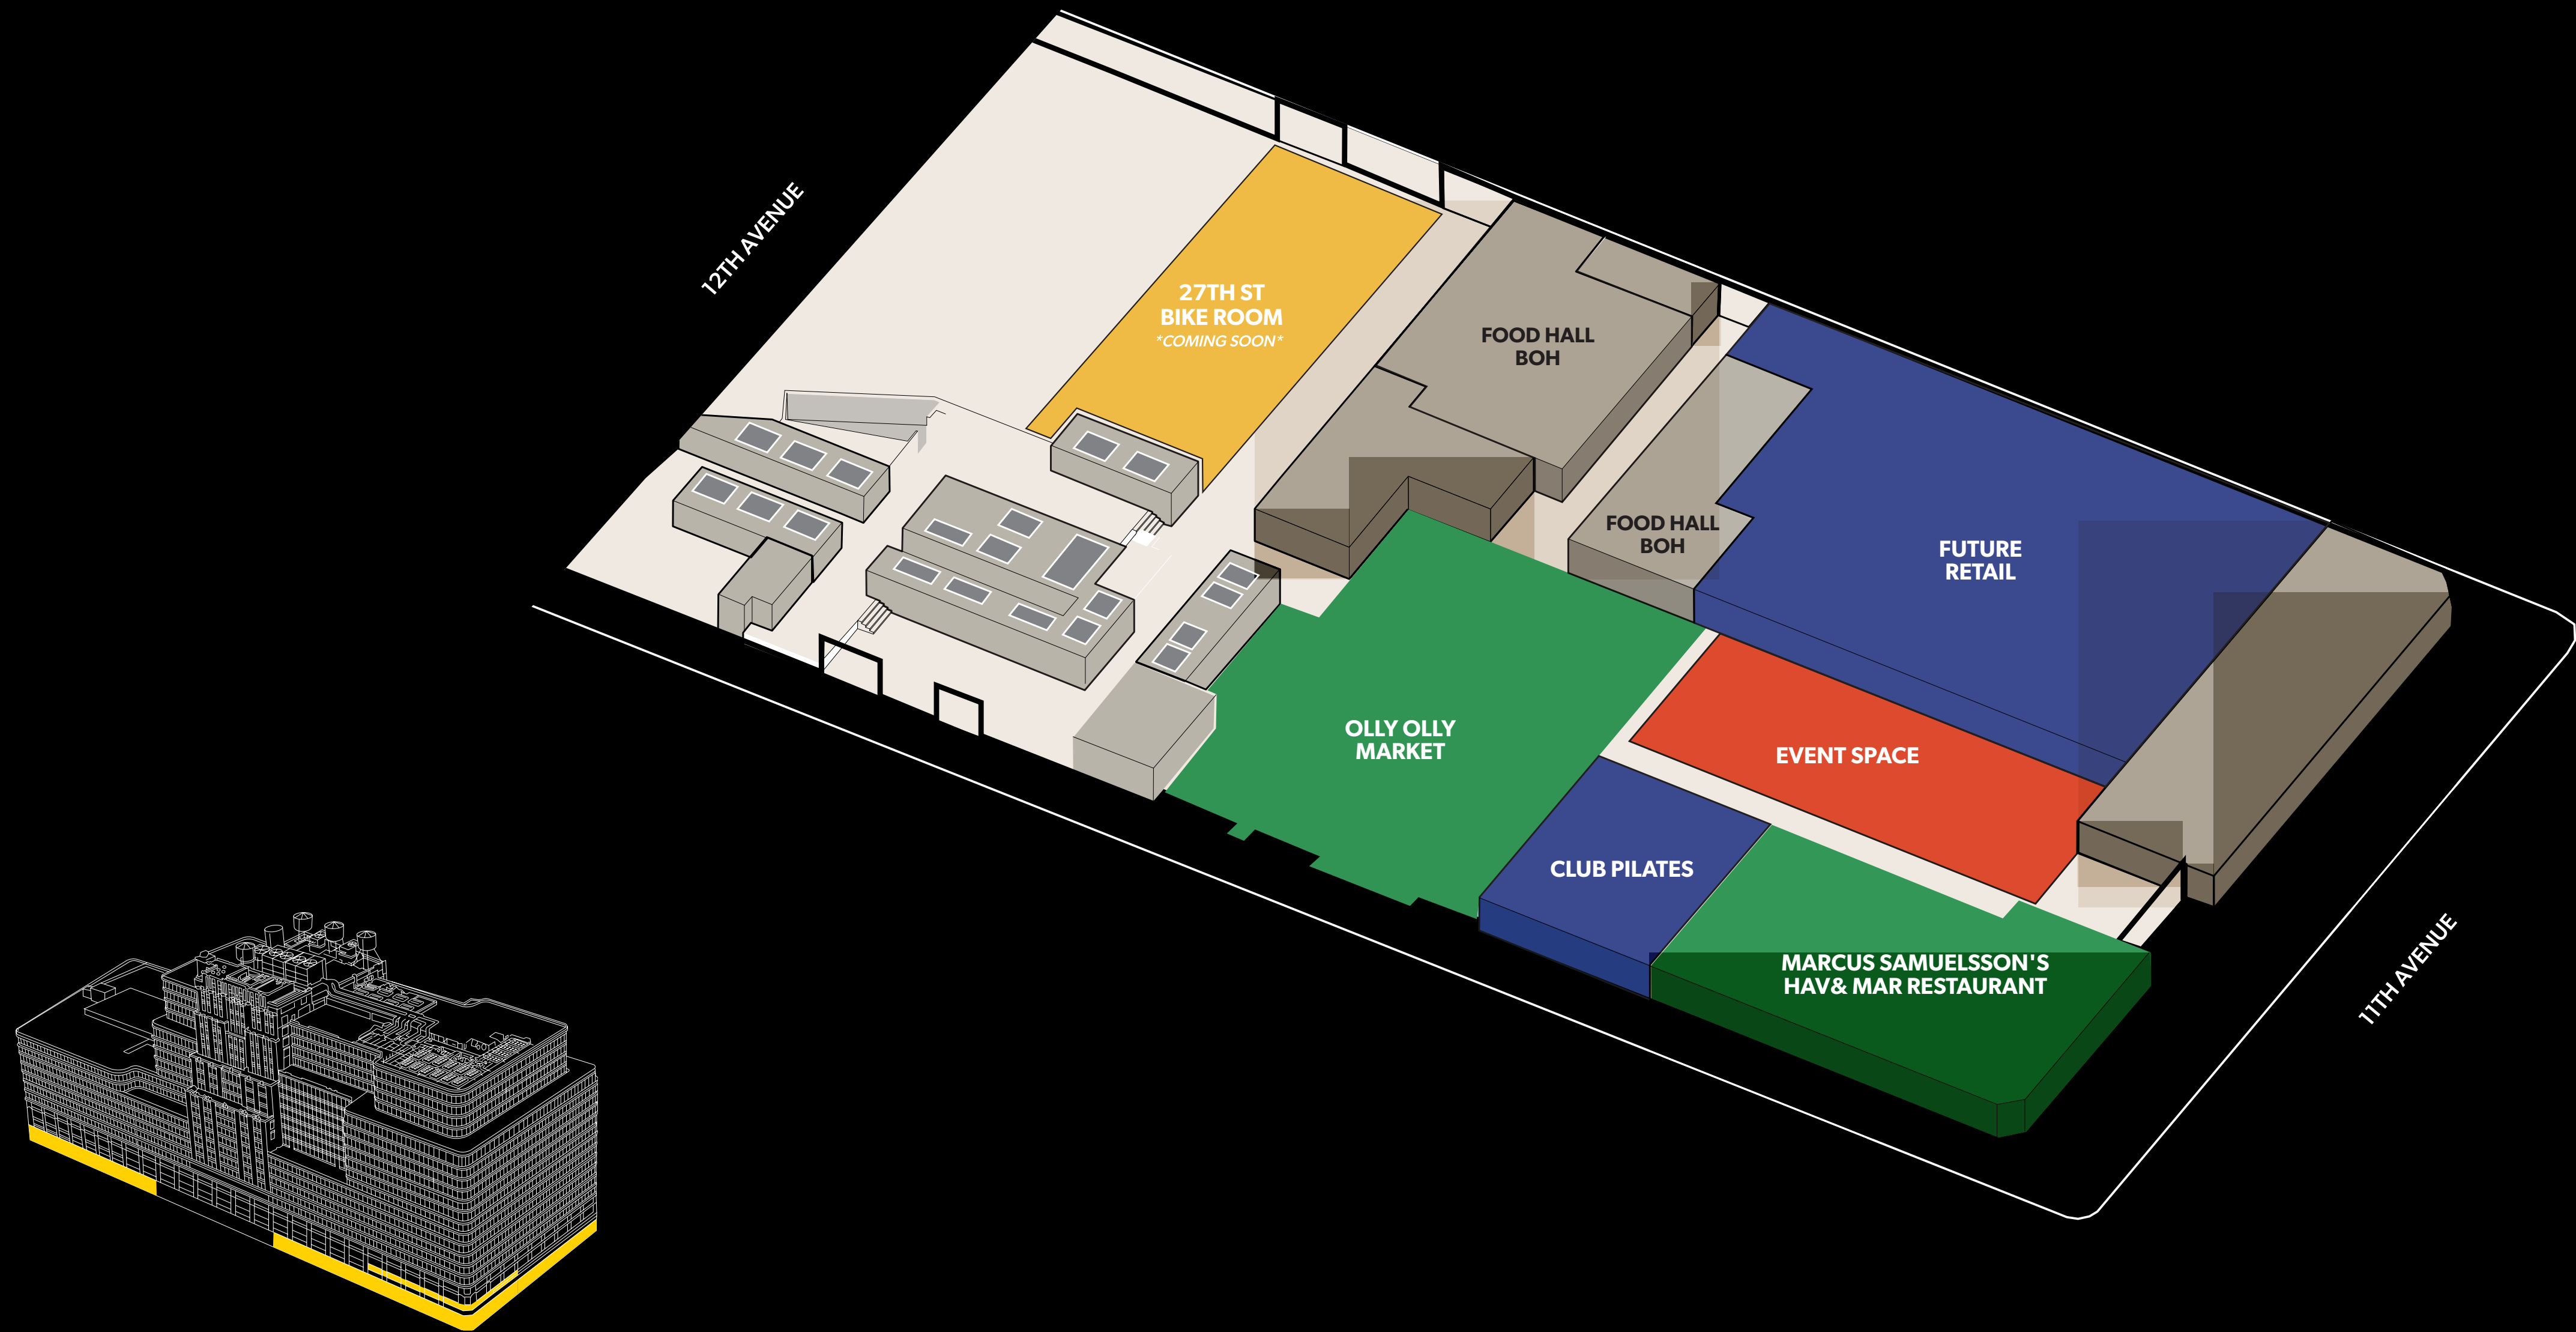 12TH AVENUE
27TH ST
BIKE ROOM
*COMING SOON*
FOOD HALL
BOH
FOOD HALL
BOH
FUTURE
RETAIL
OLLY OLLY
MARKET
EVENT SPACE
CLUB PILATES
MARCUS SAMUELSSON'S
HAV& MAR RESTAURANT
11TH AVENUE